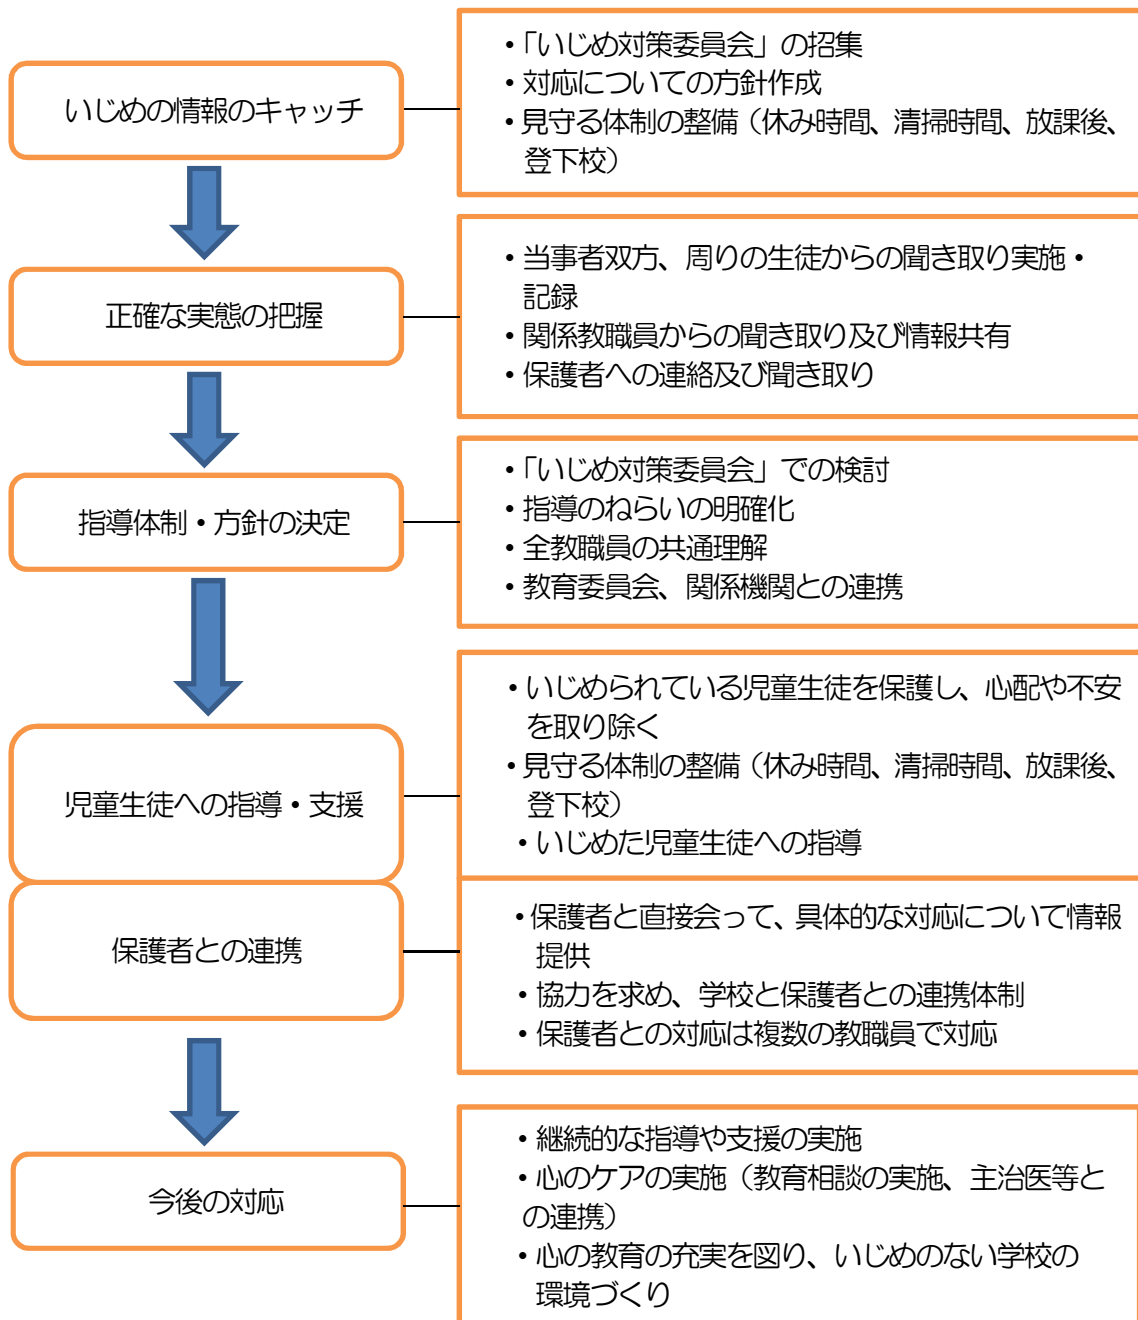 いじめの情報のキャッチ
・「いじめ対策委員会」の招集
・対応についての方針作成
・見守る体制の整備（休み時間、清掃時間、放課後、
登下校）
正確な実態の把握
・当事者双方、周りの生徒からの聞き取り実施・
記録
・関係教職員からの聞き取り及び情報共有
・保護者への連絡及び聞き取り
指導体制・方針の決定
・「いじめ対策委員会」での検討
・指導のねらいの明確化
・全教職員の共通理解
・教育委員会、関係機関との連携
児童生徒への指導・支援
・いじめられている児童生徒を保護し、心配や不安
を取り除く
・見守る体制の整備（休み時間、清掃時間、放課後、
登下校）
・いじめた児童生徒への指導
保護者との連携
・保護者と直接会って、具体的な対応について情報
提供
・協力を求め、学校と保護者との連携体制
・保護者との対応は複数の教職員で対応
今後の対応
・継続的な指導や支援の実施
・心のケアの実施（教育相談の実施、主治医等と
の連携）
・心の教育の充実を図り、いじめのない学校の
環境づくり